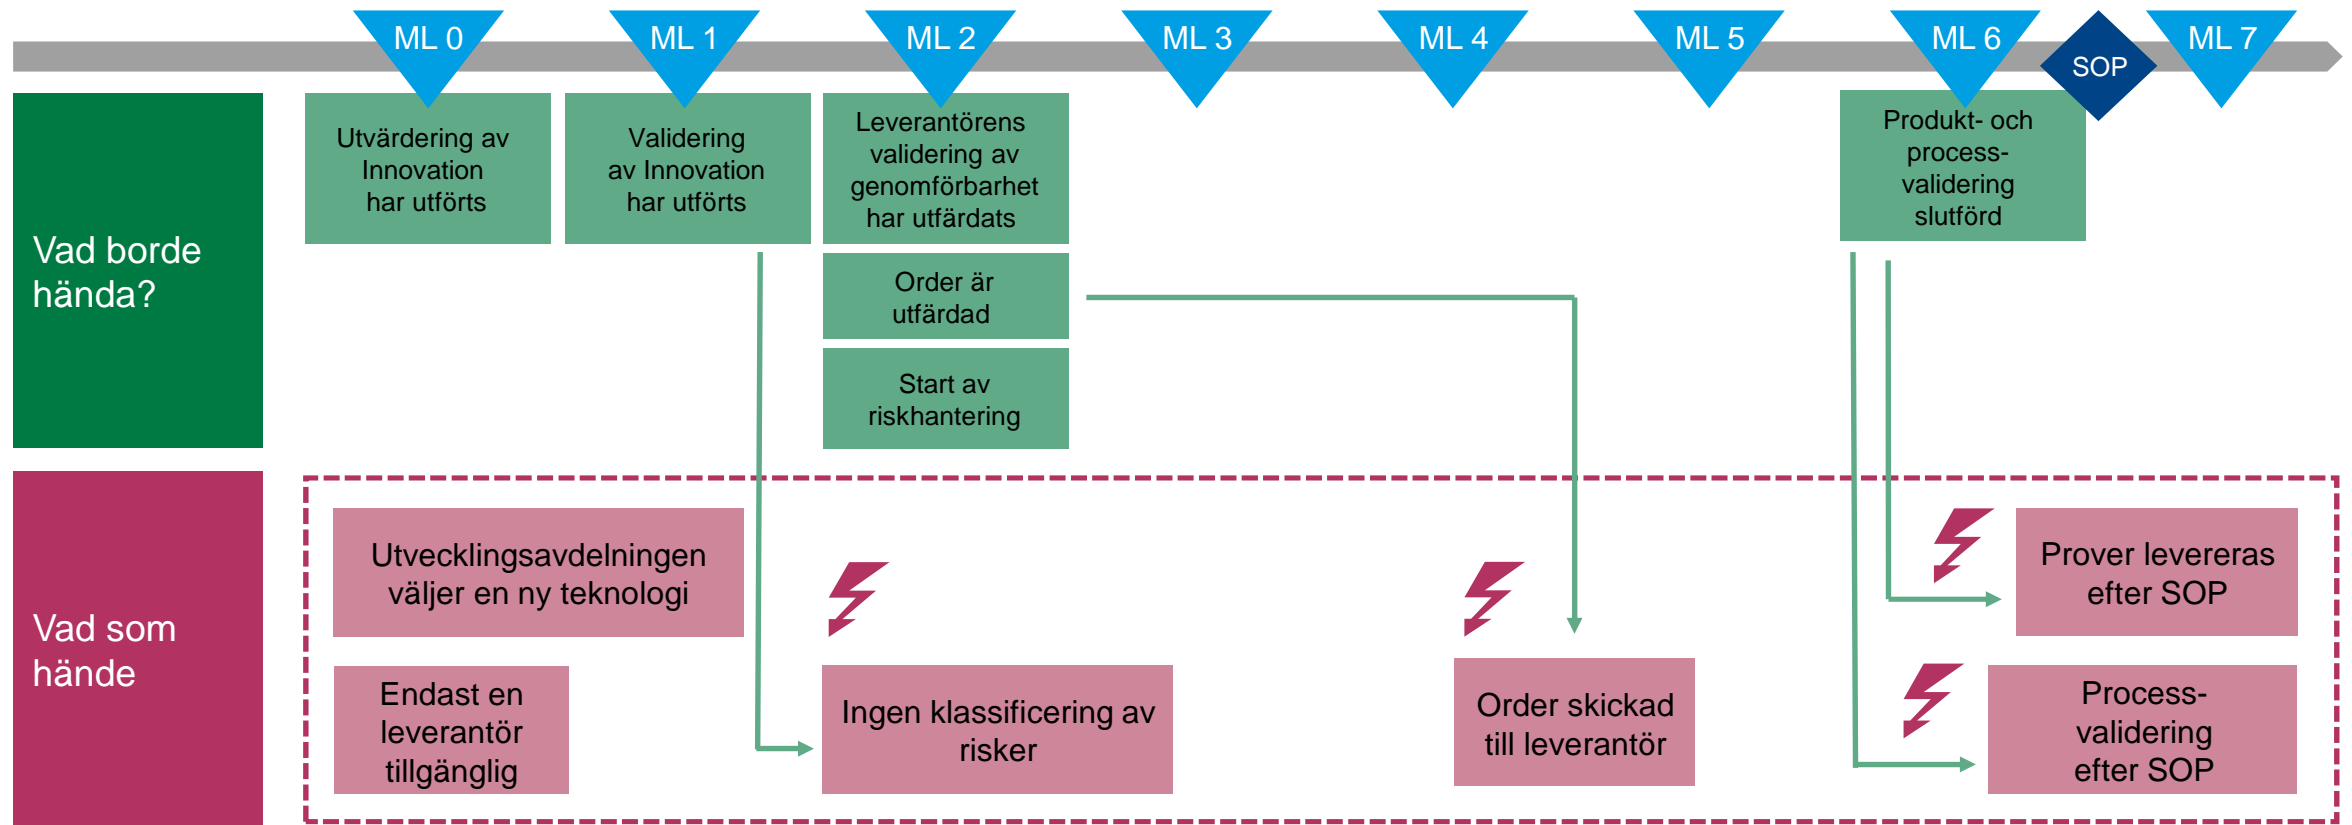 ML 0
ML 1
ML 2
ML 3
ML 4
ML 5
ML 6
SOP
ML 7
Vad borde
hända?
Utvärdering av
Innovation
har utförts
Validering
av Innovation
har utförts
Leverantörens
validering av
genomförbarhet
har utfärdats
Order är
utfärdad
Start av
riskhantering
Produkt- och
process-
validering
slutförd
Vad som
hände
Utvecklingsavdelningen
väljer en ny teknologi
Endast en
leverantör
tillgänglig
Ingen klassificering av
risker
Order skickad
till leverantör
Prover levereras
efter SOP
Process-
validering
efter SOP